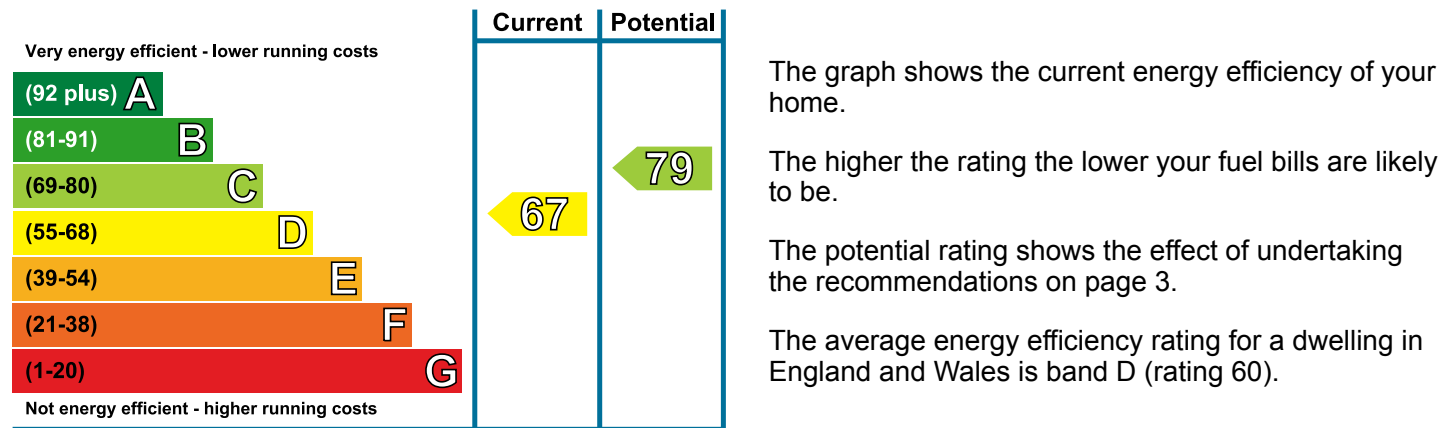 Current Potential
Very energy efficient - lower running costs
(92 plus) A
(81-91) B
(69-80) C
(55-68) D
(39-54) E
(21-38) F
(1-20) G
Not energy efficient - higher running costs
67
79
The graph shows the current energy efficiency of your
home.
The higher the rating the lower your fuel bills are likely
to be.
The potential rating shows the effect of undertaking
the recommendations on page 3.
The average energy efficiency rating for a dwelling in
England and Wales is band D (rating 60).